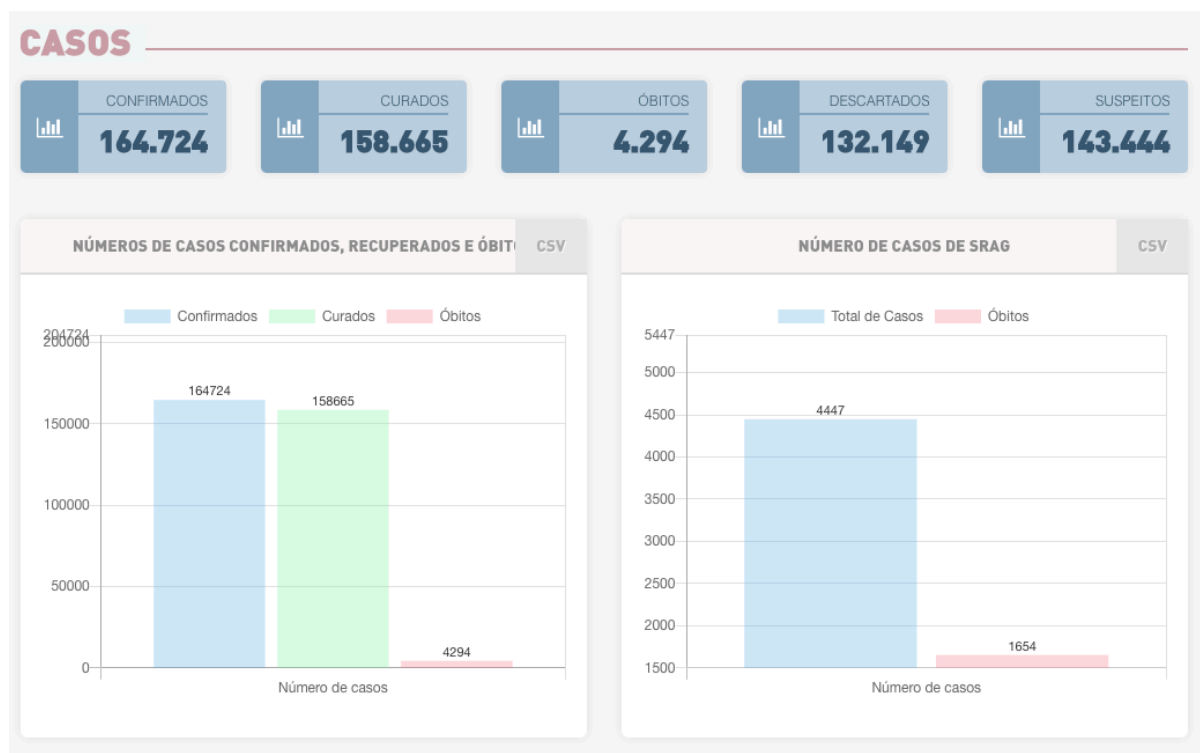 CASOS
CONFIRMADOS
164.724
CURADOS
158.665
ÓBITOS
4.294
DESCARTADOS
132.149
SUSPEITOS
143.444
NÚMEROS DE CASOS CONFIRMADOS, RECUPERADOS E ÓBIT
CSV
Confirmados Curados Óbitos
204724
200000
150000
100000
50000
0
164724
158665
4294
Número de casos
NÚMERO DE CASOS DE SRAG
CSV
Total de Casos Óbitos
5447
5000
4500
4000
3500
3000
2500
2000
1500
4447
1654
Número de casos